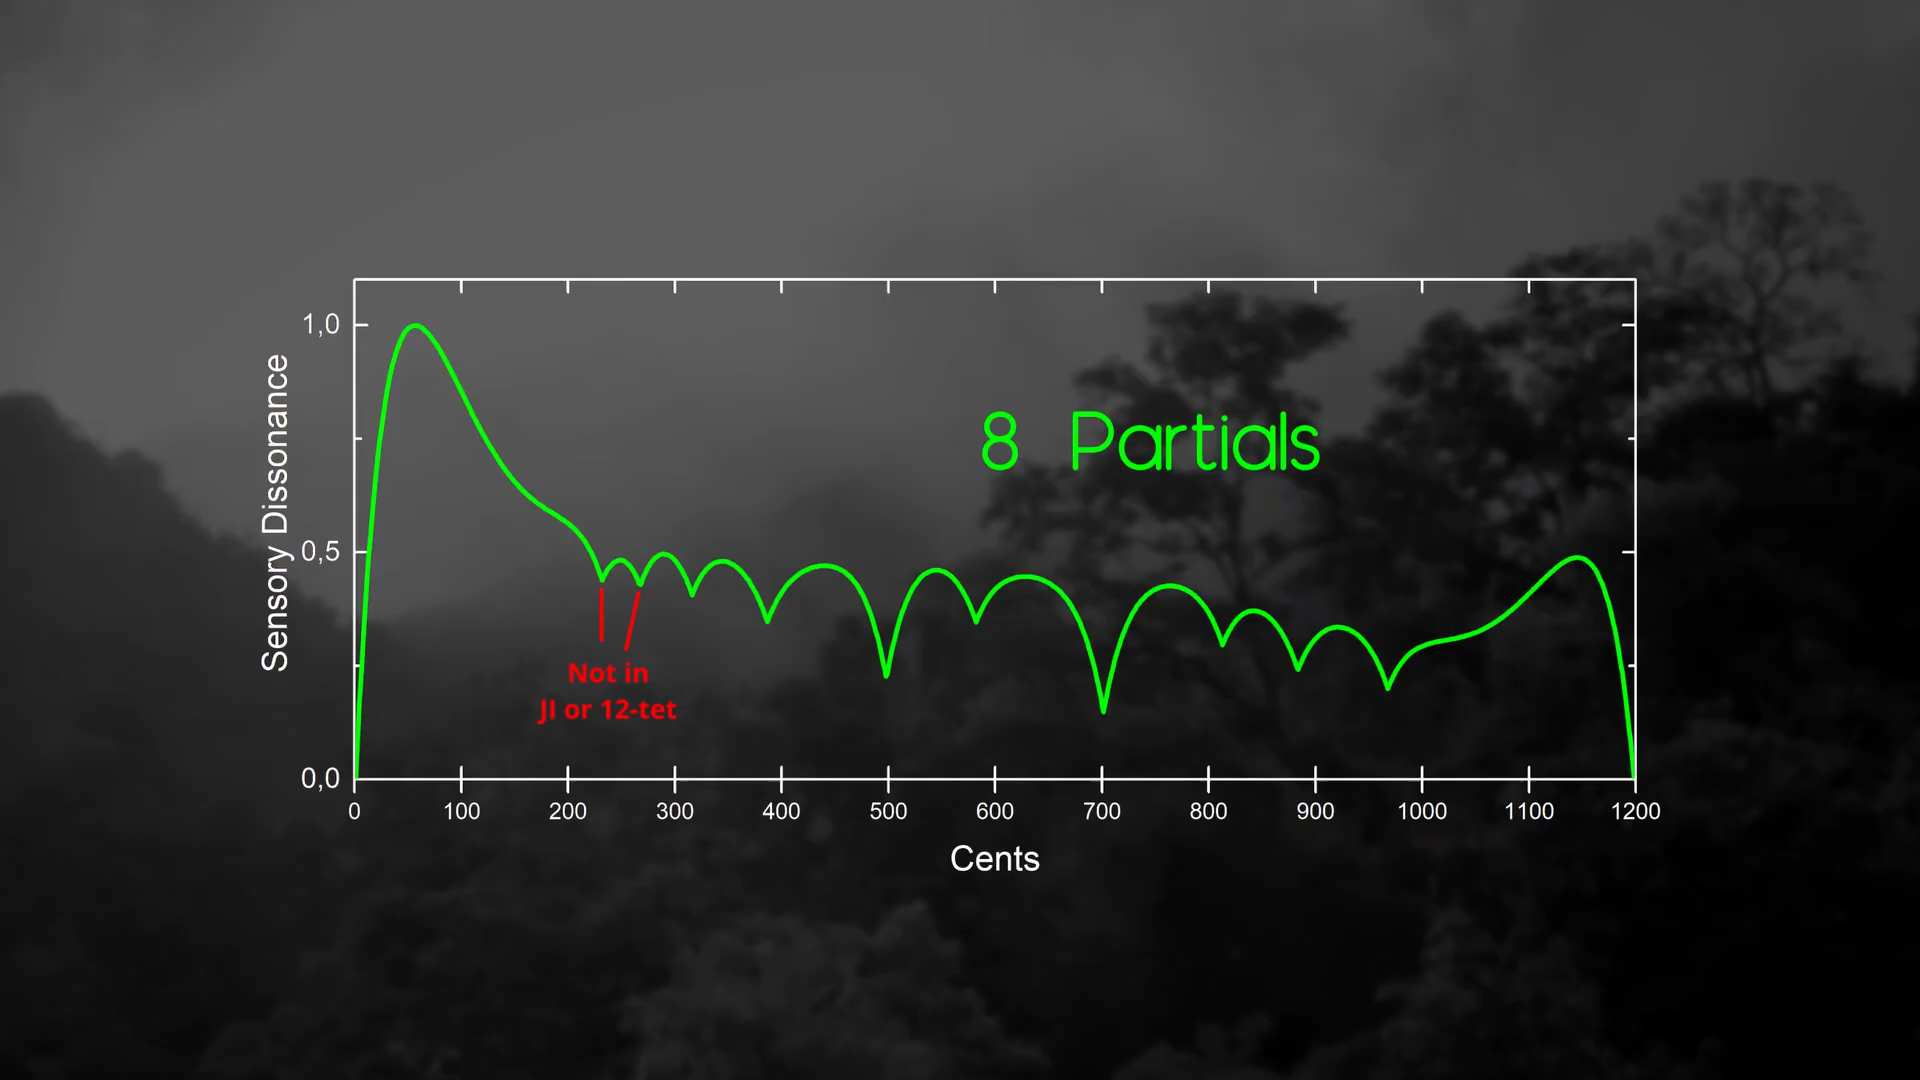 8 Partials
Sensory Dissonance
1,0
0,5
0,0
Not in
JI or 12-tet
0 100 200 300 400 500 600 700 800 900 1000 1100 1200
Cents